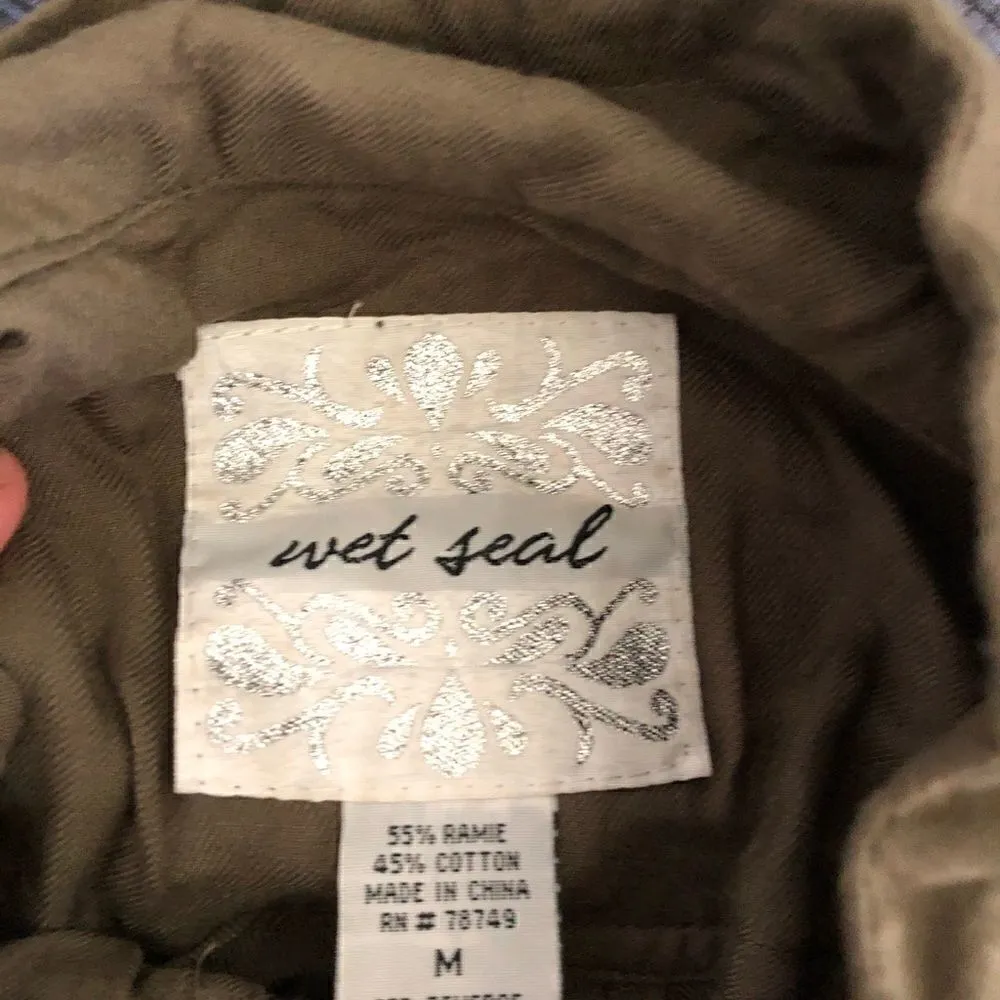 wet seal
55% RAMIE
45% COTTON
MADE IN CHINA
RN # 78749
M